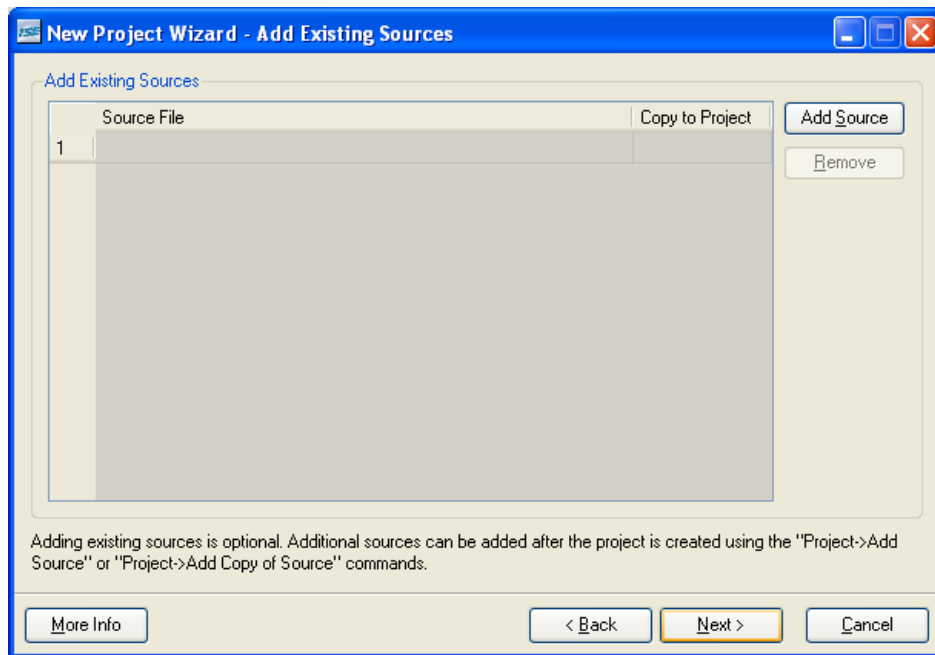 ISE New Project Wizard - Add Existing Sources
Add Existing Sources
Source File Copy to Project Add Source
1
Remove
Adding existing sources is optional. Additional sources can be added after the project is created using the "Project->Add
Source" or "Project->Add Copy of Source" commands.
More Info < Back Next > Cancel